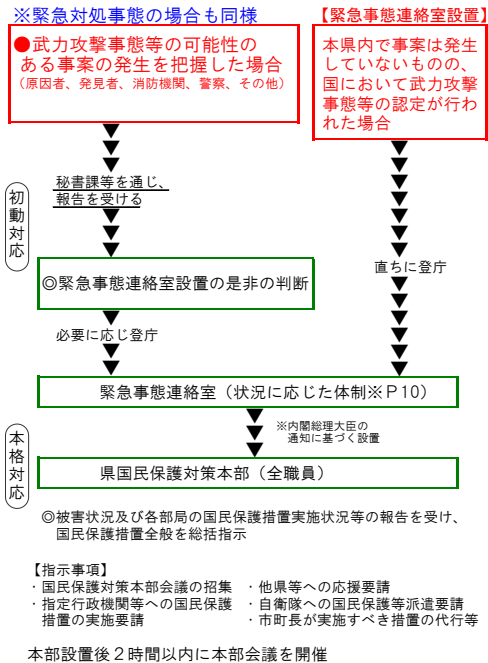 ※緊急対処事態の場合も同様
●武力攻撃事態等の可能性の
ある事案の発生を把握した場合
（原因者、発見者、消防機関、警察、その他）
【緊急事態連絡室設置】
本県内で事案は発生
していないものの、
国において武力攻撃
事態等の認定が行わ
れた場合
初動対応
秘書課等を通じ、
報告を受ける
◎緊急事態連絡室設置の是非の判断
直ちに登庁
必要に応じ登庁
緊急事態連絡室（状況に応じた体制※Ｐ10）
※内閣総理大臣の
通知に基づく設置
本格対応
県国民保護対策本部（全職員）
◎被害状況及び各部局の国民保護措置実施状況等の報告を受け、
国民保護措置全般を総括指示
【指示事項】
・国民保護対策本部会議の招集
・指定行政機関等への国民保護
措置の実施要請
・他県等への応援要請
・自衛隊への国民保護等派遣要請
・市町長が実施すべき措置の代行等
本部設置後２時間以内に本部会議を開催